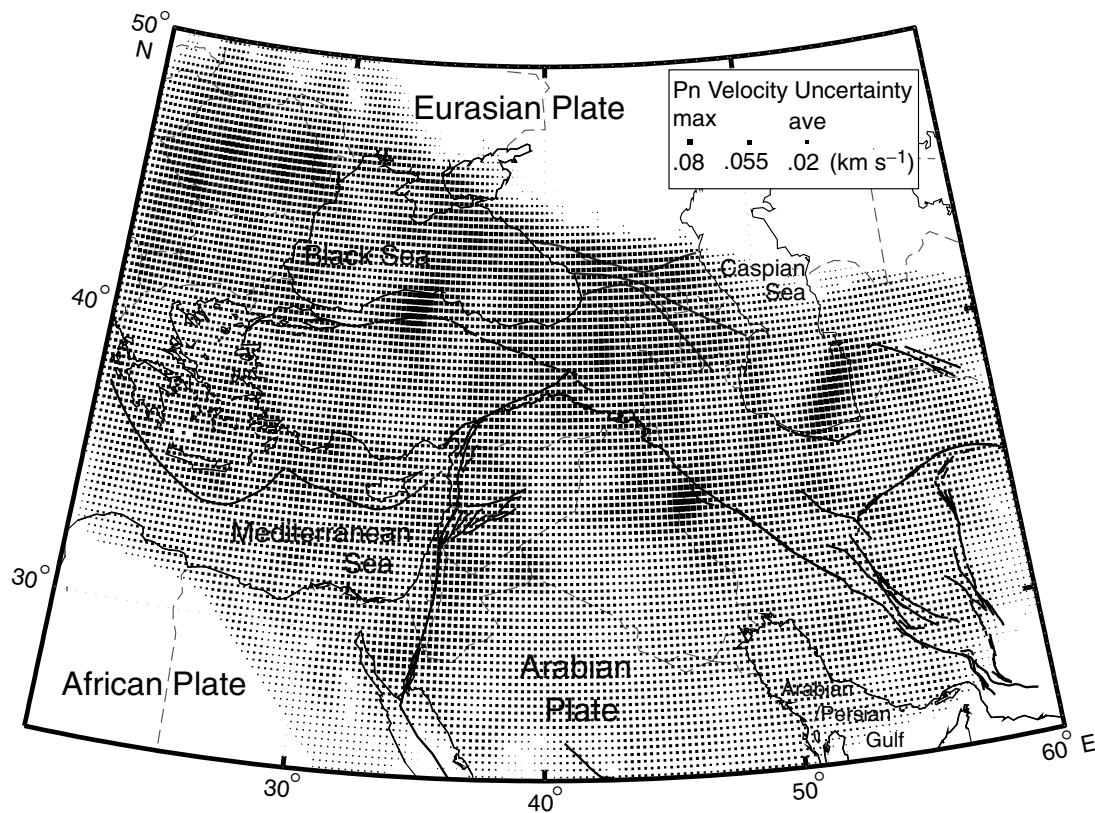 50°
N
Eurasian Plate
Pn Velocity Uncertainty
max ave
.08 .055 .02 (km s⁻¹)
Black Sea
Caspian
Sea
40°
Mediterranean
Sea
30°
African Plate
Arabian
Plate
Arabian
/Persian
Gulf
30°
40°
50°
60° E